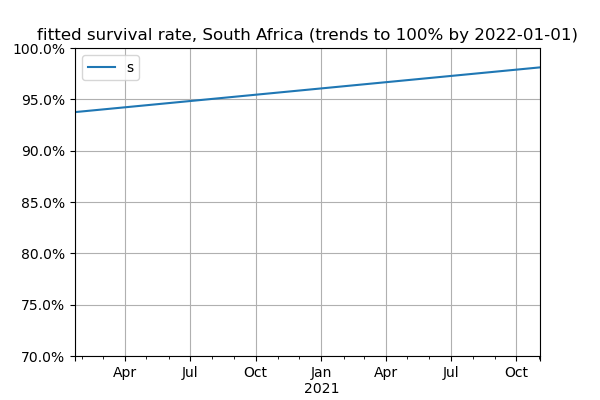 fitted survival rate, South Africa (trends to 100% by 2022-01-01)
100.0%
s
95.0%
90.0%
85.0%
80.0%
75.0%
70.0%
Apr Jul Oct Jan Apr Jul Oct
2021